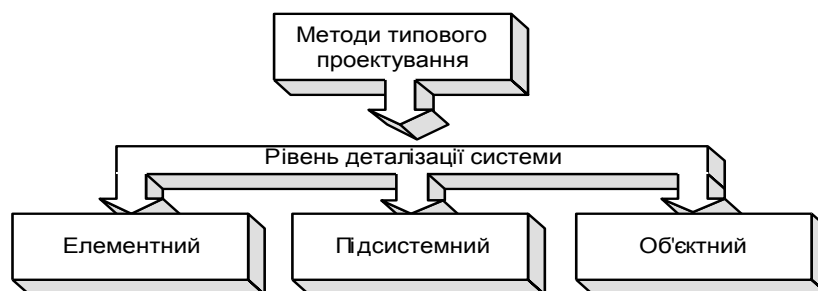 Методи типового
проектування
Рівень деталізації системи
Елементний
Підсистемний
Об'єктний